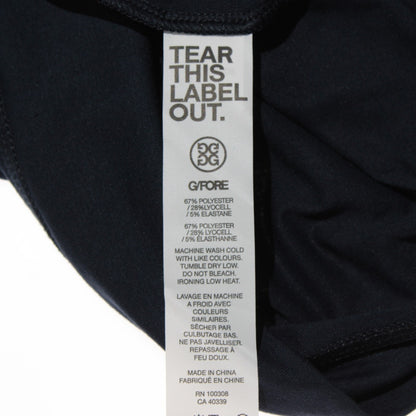 TEAR
THIS
LABEL
OUT.
G/FORE
67% POLYESTER
/ 28%LYOCELL
/ 5% ELASTANE
67% POLYESTER
/ 28% LYOCELL
/ 5% ELASTHANNE
MACHINE WASH COLD
WITH LIKE COLOURS.
TUMBLE DRY LOW.
DO NOT BLEACH.
IRONING LOW HEAT.
LAVAGE EN MACHINE
A FROID AVEC
COULEURS
SIMILAIRES.
SÉCHER PAR
CULBUTAGE BAS.
NE PAS JAVELLISER.
REPASSAGE À
FEU DOUX.
MADE IN CHINA
FABRIQUÉ EN CHINE
RN 100308
CA 40339